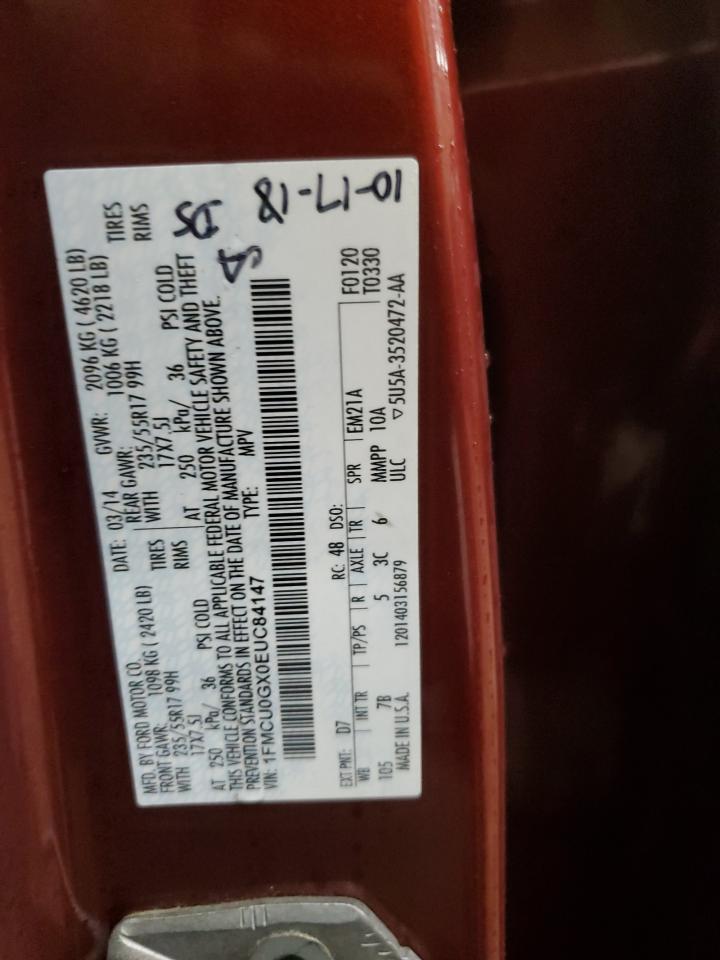 MFD. BY FORD MOTOR CO.
DATE: 03/14 GVWR: 2096 KG ( 4620 LB)
FRONT GAWR: 1098 KG ( 2420 LB)
REAR GAWR: 1006 KG ( 2218 LB)
WITH 235/55R17 99H TIRES
WITH 235/55R17 99H TIRES
17X7.5J RIMS
17X7.5J RIMS
AT 250 kPa/ 36 PSI COLD
AT 250 kPa/ 36 PSI COLD
THIS VEHICLE CONFORMS TO ALL APPLICABLE FEDERAL MOTOR VEHICLE SAFETY AND THEFT
PREVENTION STANDARDS IN EFFECT ON THE DATE OF MANUFACTURE SHOWN ABOVE.
VIN: 1FMCU0GX0EUC84147 TYPE: MPV
10-17-18
EXT PNT: D7 RC: 48 DSO: F0120
WB INT TR TP/PS R AXLE TR SPR EM21A T0330
105 7B 5 3C 6 MMPP 10A
MADE IN U.S.A. 1201403156879 ULC ▽5U5A-3520472-AA